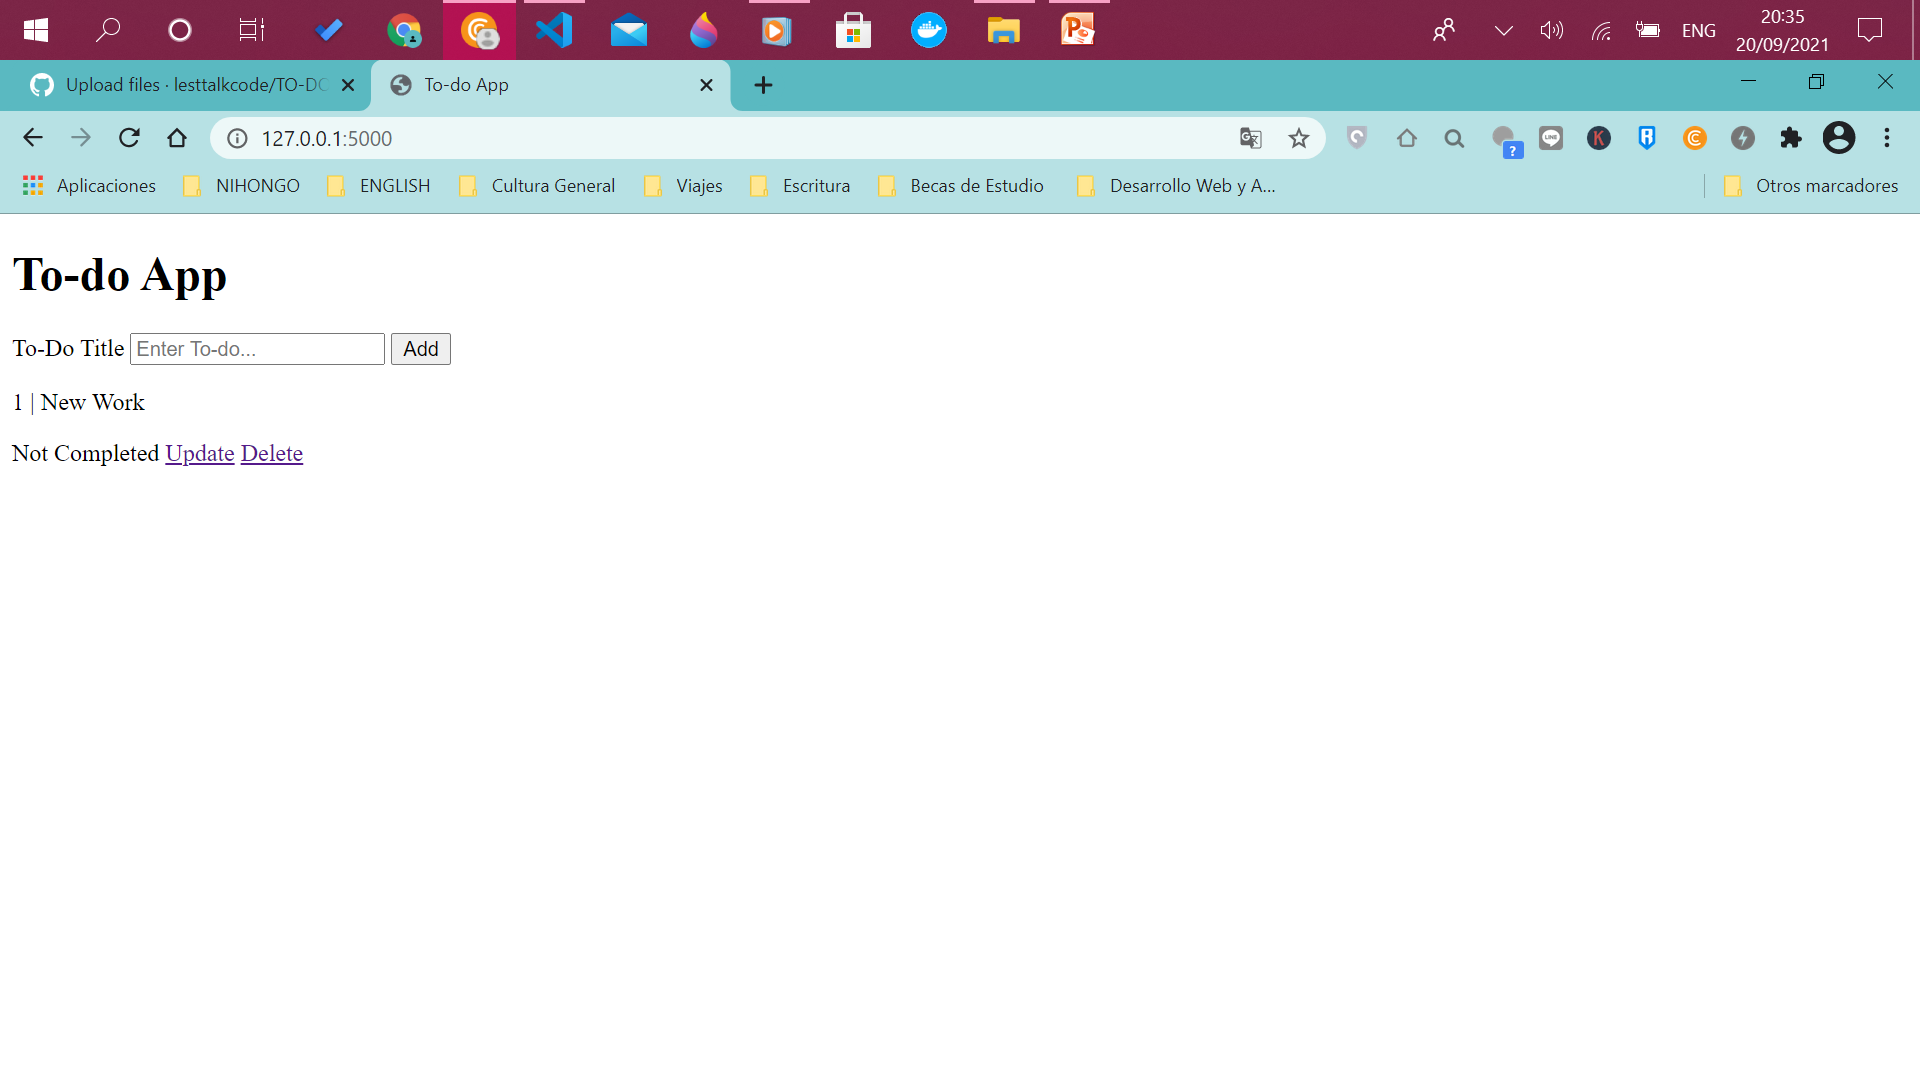 ENG
20:35
20/09/2021
Upload files · lesttalkcode/TO-DO
To-do App
127.0.0.1:5000
?
LINE
K
Aplicaciones
NIHONGO
ENGLISH
Cultura General
Viajes
Escritura
Becas de Estudio
Desarrollo Web y A...
Otros marcadores
To-do App
To-Do Title Enter To-do... Add
1 | New Work
Not Completed Update Delete